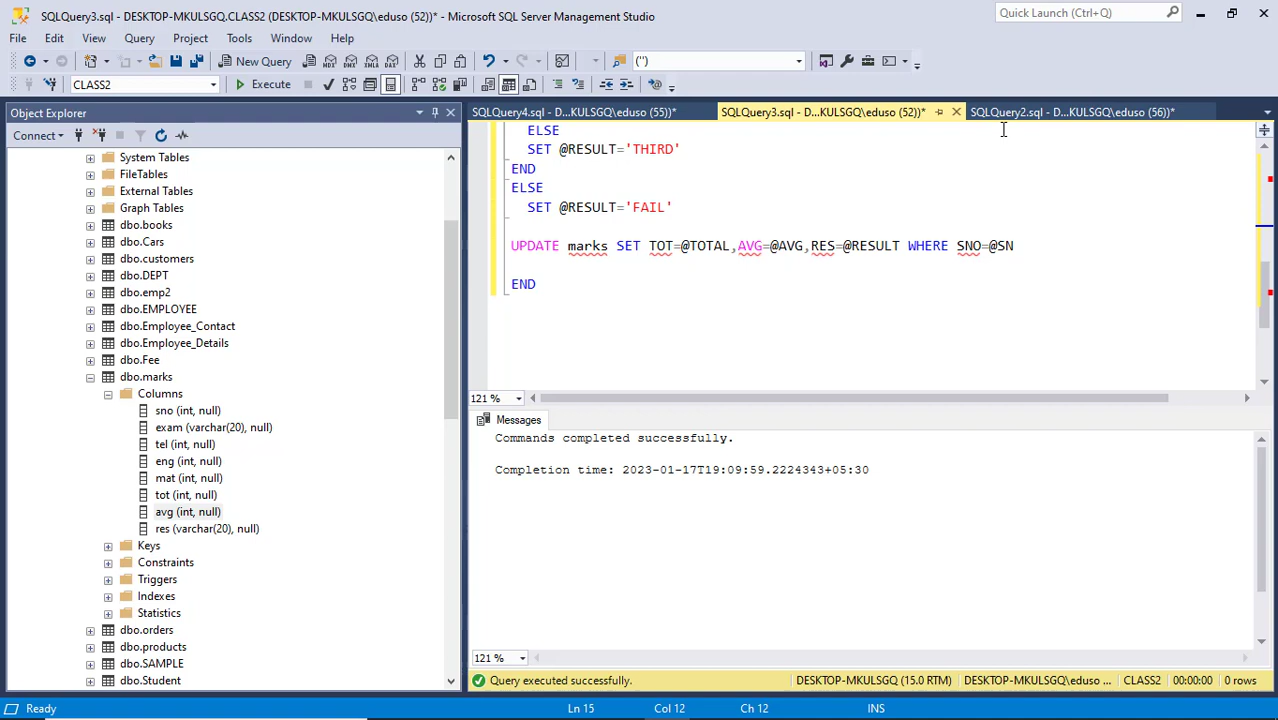 SQLQuery3.sql - DESKTOP-MKULSGQ.CLASS2 (DESKTOP-MKULSGQ\eduso (52))* - Microsoft SQL Server Management Studio
Quick Launch (Ctrl+Q)
File Edit View Query Project Tools Window Help
New Query
MDX DMX XMLA DAX
(")
CLASS2
Execute
Object Explorer
SQLQuery4.sql - D...KULSGQ\eduso (55))*
SQLQuery3.sql - D...KULSGQ\eduso (52))*
SQLQuery2.sql - D...KULSGQ\eduso (56))*
Connect
System Tables
FileTables
External Tables
Graph Tables
dbo.books
dbo.Cars
dbo.customers
dbo.DEPT
dbo.emp2
dbo.EMPLOYEE
dbo.Employee_Contact
dbo.Employee_Details
dbo.Fee
dbo.marks
Columns
sno (int, null)
exam (varchar(20), null)
tel (int, null)
eng (int, null)
mat (int, null)
tot (int, null)
avg (int, null)
res (varchar(20), null)
Keys
Constraints
Triggers
Indexes
Statistics
dbo.orders
dbo.products
dbo.SAMPLE
dbo.Student
ELSE
SET @RESULT='THIRD'
END
ELSE
SET @RESULT='FAIL'
UPDATE marks SET TOT=@TOTAL,AVG=@AVG,RES=@RESULT WHERE SNO=@SN
END
121 %
Messages
Commands completed successfully.
Completion time: 2023-01-17T19:09:59.2224343+05:30
121 %
Query executed successfully.
DESKTOP-MKULSGQ (15.0 RTM)
DESKTOP-MKULSGQ\eduso ...
CLASS2
00:00:00
0 rows
Ready
Ln 15
Col 12
Ch 12
INS